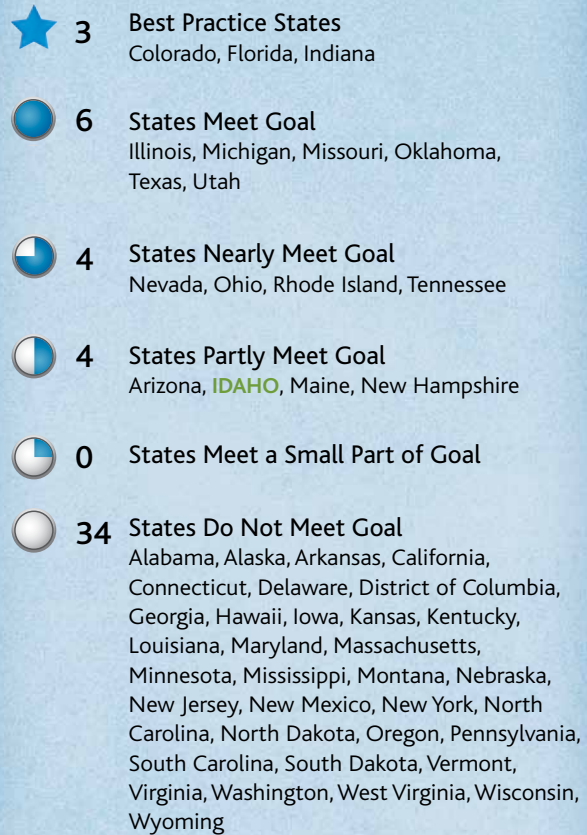 3 Best Practice States
Colorado, Florida, Indiana
6 States Meet Goal
Illinois, Michigan, Missouri, Oklahoma,
Texas, Utah
4 States Nearly Meet Goal
Nevada, Ohio, Rhode Island, Tennessee
4 States Partly Meet Goal
Arizona, IDAHO, Maine, New Hampshire
0 States Meet a Small Part of Goal
34 States Do Not Meet Goal
Alabama, Alaska, Arkansas, California,
Connecticut, Delaware, District of Columbia,
Georgia, Hawaii, Iowa, Kansas, Kentucky,
Louisiana, Maryland, Massachusetts,
Minnesota, Mississippi, Montana, Nebraska,
New Jersey, New Mexico, New York, North
Carolina, North Dakota, Oregon, Pennsylvania,
South Carolina, South Dakota, Vermont,
Virginia, Washington, West Virginia, Wisconsin,
Wyoming